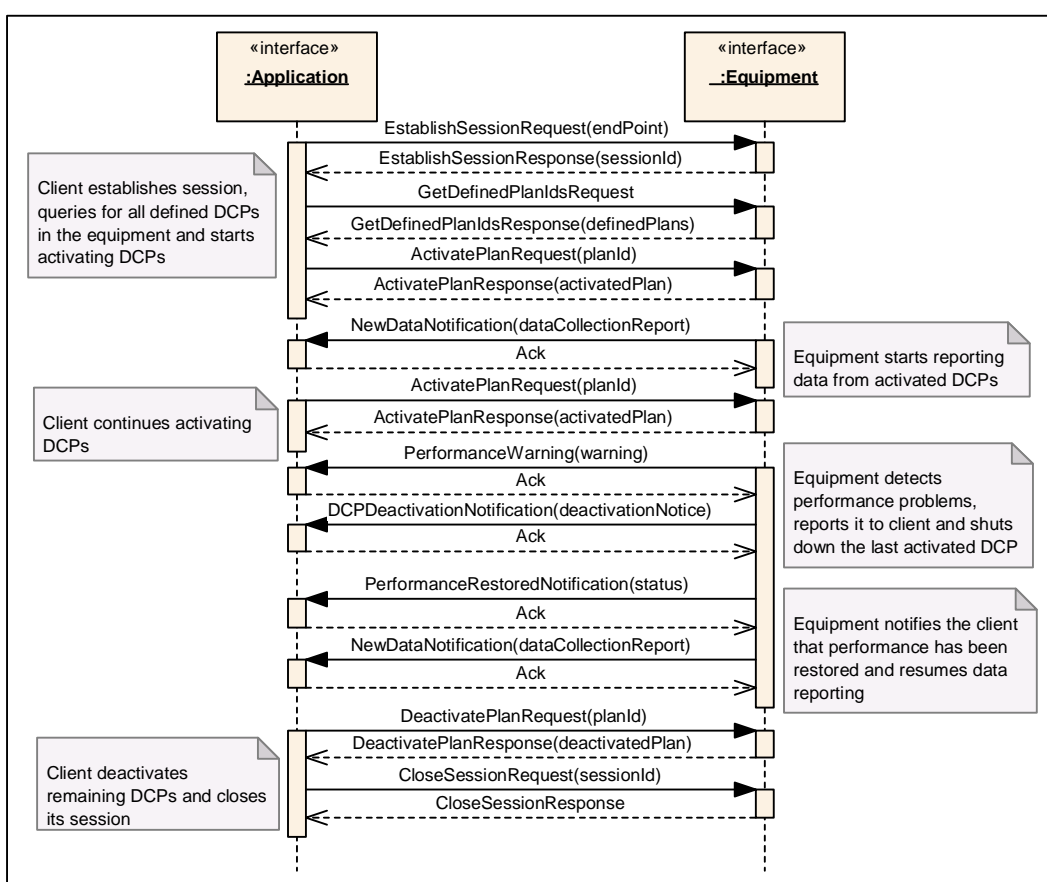 «interface»
:Application
«interface»
:Equipment
EstablishSessionRequest(endPoint)
EstablishSessionResponse(sessionId)
Client establishes session,
queries for all defined DCPs
in the equipment and starts
activating DCPs
GetDefinedPlanIdsRequest
GetDefinedPlanIdsResponse(definedPlans)
ActivatePlanRequest(planId)
ActivatePlanResponse(activatedPlan)
NewDataNotification(dataCollectionReport)
Ack
Equipment starts reporting
data from activated DCPs
ActivatePlanRequest(planId)
ActivatePlanResponse(activatedPlan)
Client continues activating
DCPs
PerformanceWarning(warning)
Ack
DCPDeactivationNotification(deactivationNotice)
Ack
Equipment detects
performance problems,
reports it to client and shuts
down the last activated DCP
PerformanceRestoredNotification(status)
Ack
NewDataNotification(dataCollectionReport)
Ack
Equipment notifies the client
that performance has been
restored and resumes data
reporting
DeactivatePlanRequest(planId)
DeactivatePlanResponse(deactivatedPlan)
Client deactivates
remaining DCPs and closes
its session
CloseSessionRequest(sessionId)
CloseSessionResponse